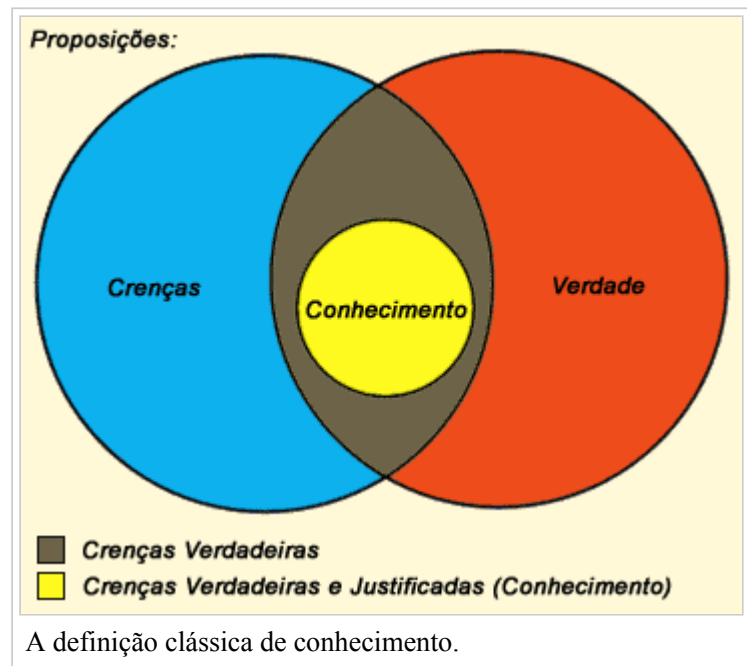 Proposições:
Crenças
Conhecimento
Verdade
Crenças Verdadeiras
Crenças Verdadeiras e Justificadas (Conhecimento)
A definição clássica de conhecimento.